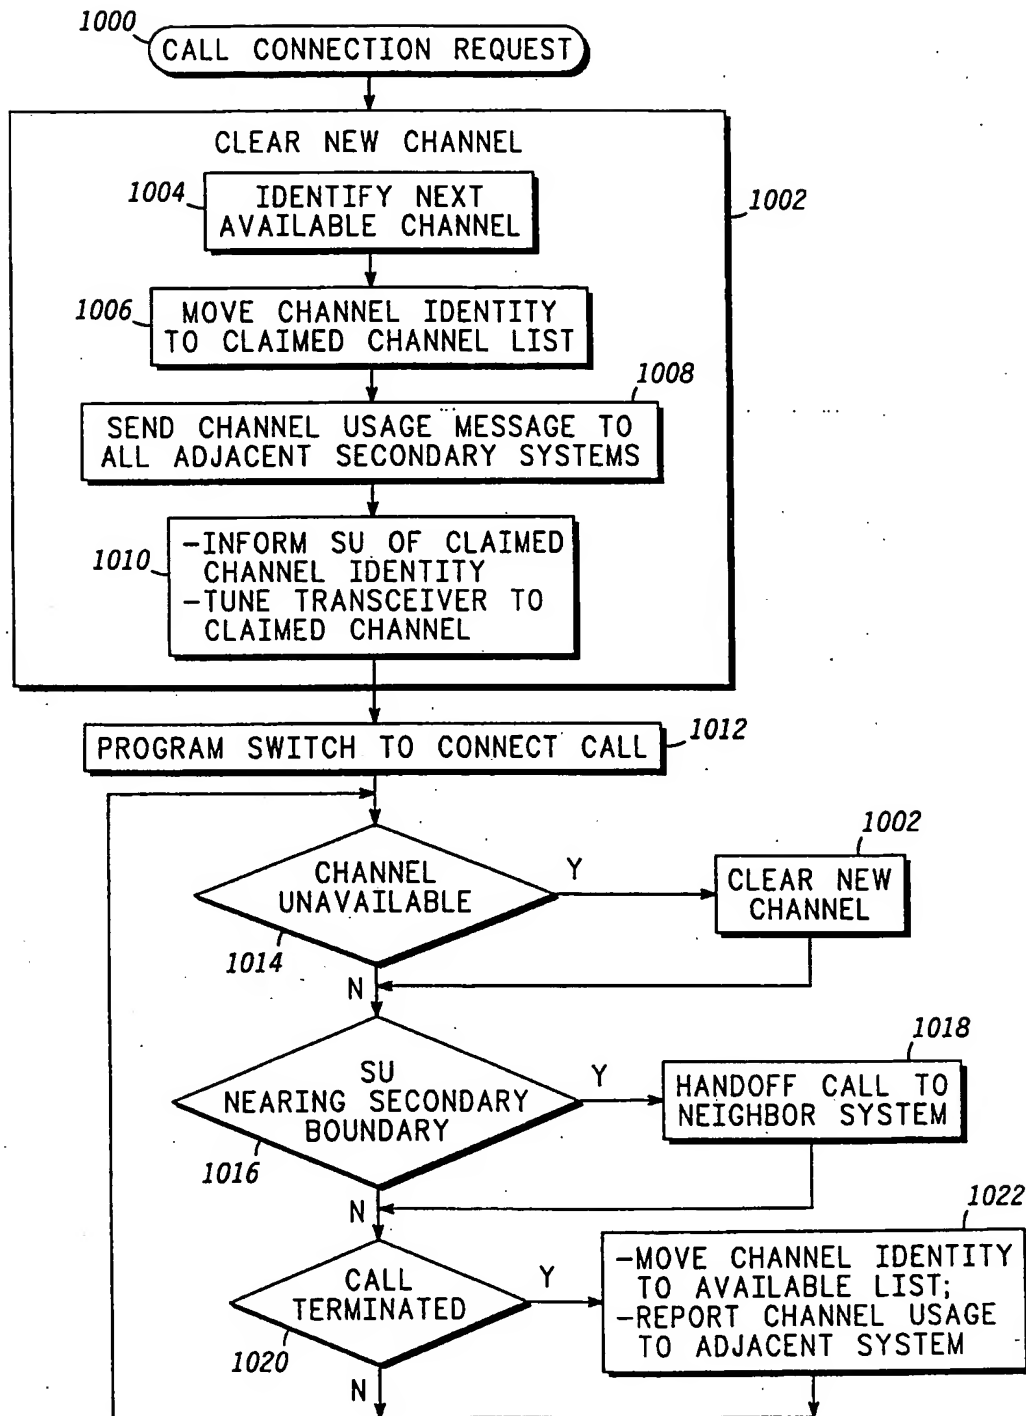 1000
CALL CONNECTION REQUEST
CLEAR NEW CHANNEL
1002
1004
IDENTIFY NEXT
AVAILABLE CHANNEL
1006
MOVE CHANNEL IDENTITY
TO CLAIMED CHANNEL LIST
1008
SEND CHANNEL USAGE MESSAGE TO
ALL ADJACENT SECONDARY SYSTEMS
1010
-INFORM SU OF CLAIMED
CHANNEL IDENTITY
-TUNE TRANSCEIVER TO
CLAIMED CHANNEL
PROGRAM SWITCH TO CONNECT CALL
1012
CHANNEL
UNAVAILABLE
1014
Y
1002
CLEAR NEW
CHANNEL
N
SU
NEARING SECONDARY
BOUNDARY
1016
Y
1018
HANDOFF CALL TO
NEIGHBOR SYSTEM
N
CALL
TERMINATED
1020
Y
1022
-MOVE CHANNEL IDENTITY
TO AVAILABLE LIST;
-REPORT CHANNEL USAGE
TO ADJACENT SYSTEM
N